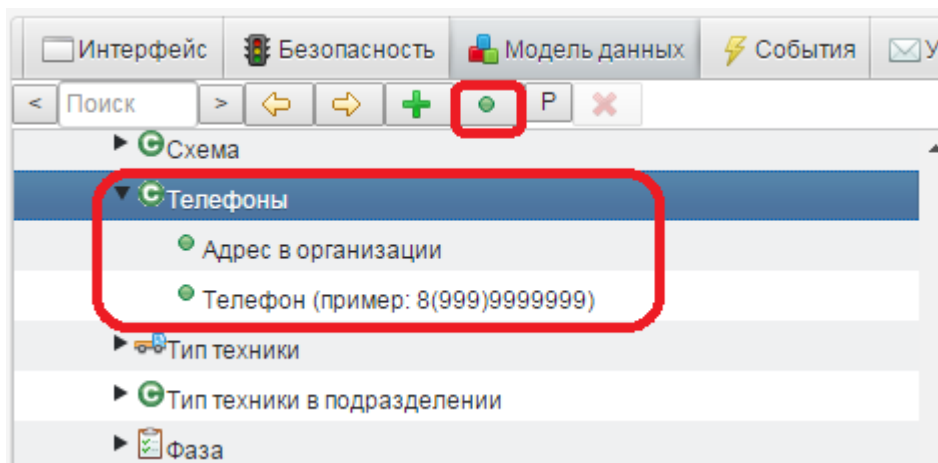 Интерфейс Безопасность Модель данных События У
< Поиск > P
Схема
Телефоны
Адрес в организации
Телефон (пример: 8(999)9999999)
Тип техники
Тип техники в подразделении
Фаза